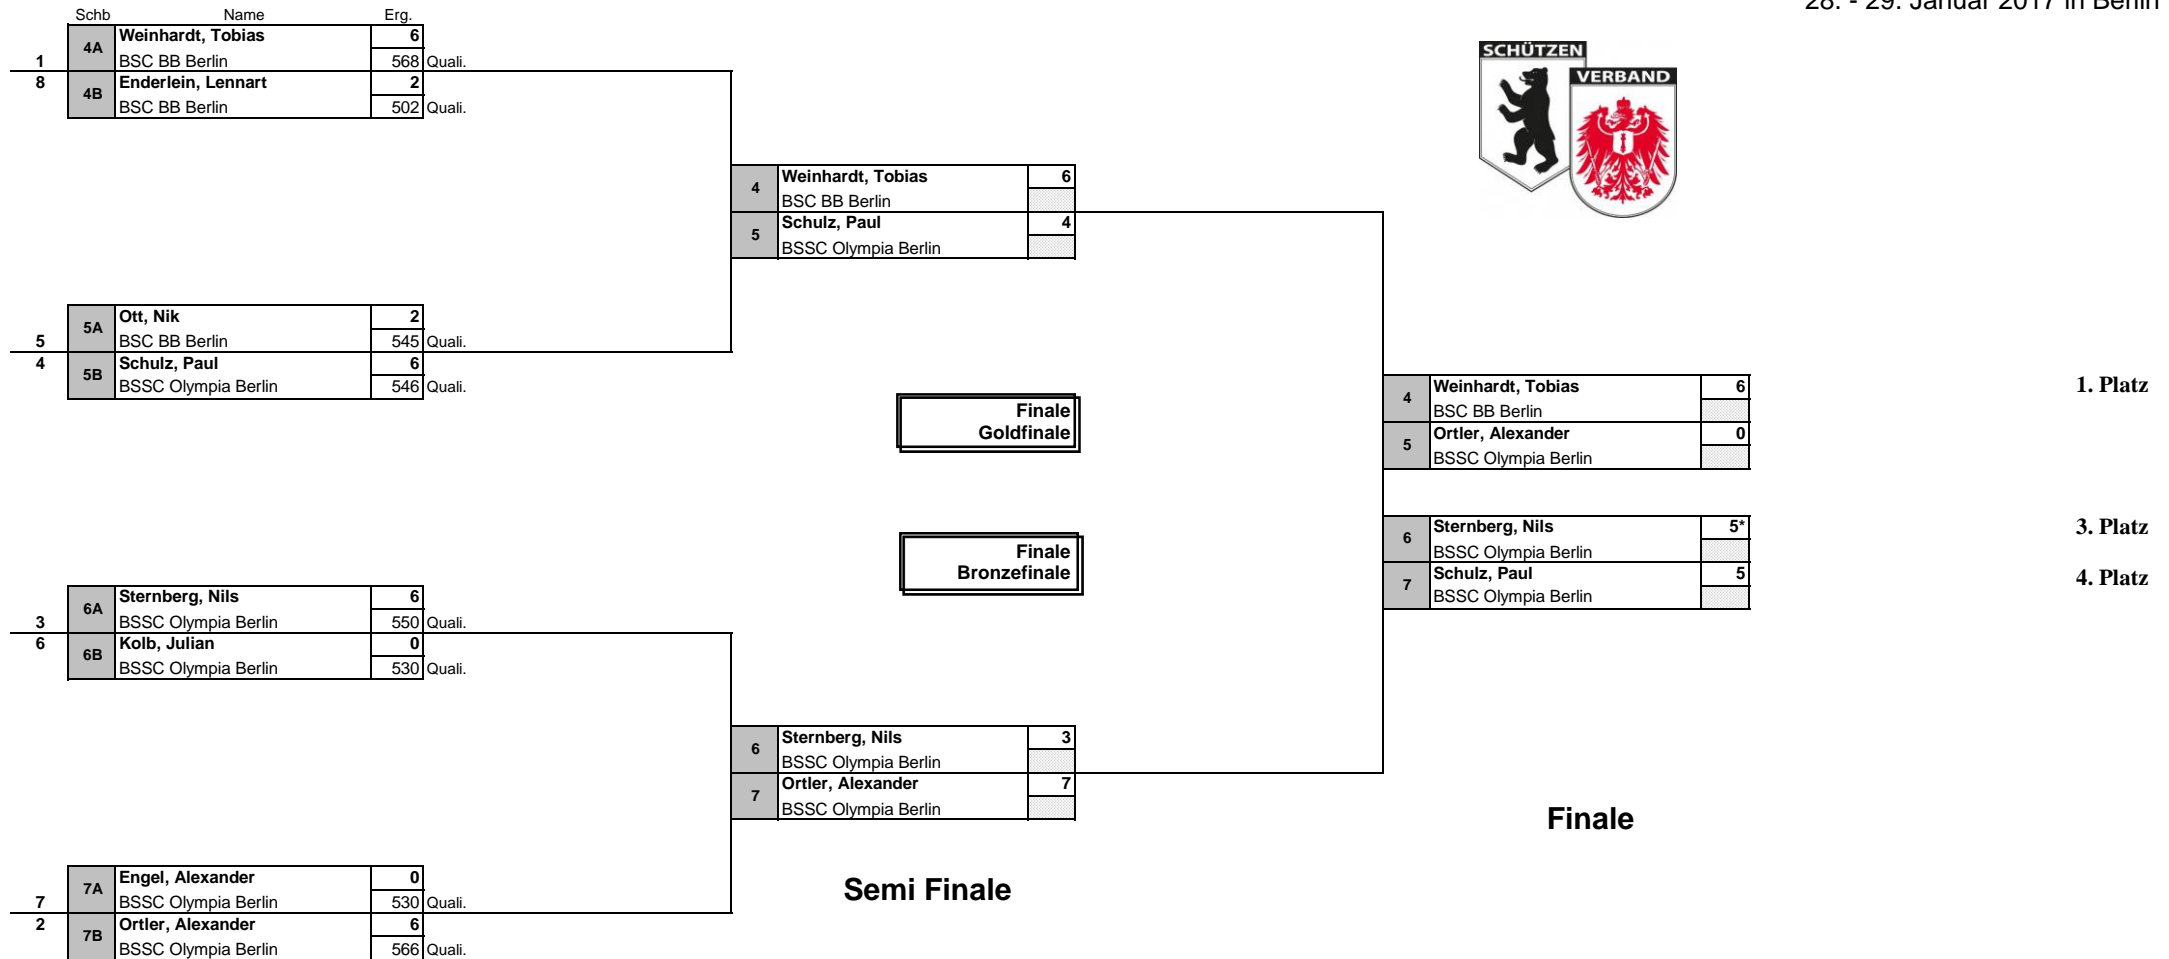 28. - 29. Januar 2017 in Berlin
Schb Name Erg.
4A Weinhardt, Tobias 6
1 BSC BB Berlin 568 Quali.
8 4B Enderlein, Lennart 2
BSC BB Berlin 502 Quali.
SCHÜTZEN
VERBAND
4 Weinhardt, Tobias 6
BSC BB Berlin
5 Schulz, Paul 4
BSSC Olympia Berlin
5A Ott, Nik 2
5 BSC BB Berlin 545 Quali.
4 5B Schulz, Paul 6
BSSC Olympia Berlin 546 Quali.
Finale
Goldfinale
4 Weinhardt, Tobias 6 1. Platz
BSC BB Berlin
5 Ortler, Alexander 0
BSSC Olympia Berlin
Finale
Bronzefinale
6 Sternberg, Nils 5* 3. Platz
BSSC Olympia Berlin
7 Schulz, Paul 5 4. Platz
BSSC Olympia Berlin
6A Sternberg, Nils 6
3 BSSC Olympia Berlin 550 Quali.
6 6B Kolb, Julian 0
BSSC Olympia Berlin 530 Quali.
6 Sternberg, Nils 3
BSSC Olympia Berlin
7 Ortler, Alexander 7
BSSC Olympia Berlin
Finale
Semi Finale
7A Engel, Alexander 0
7 BSSC Olympia Berlin 530 Quali.
2 7B Ortler, Alexander 6
BSSC Olympia Berlin 566 Quali.